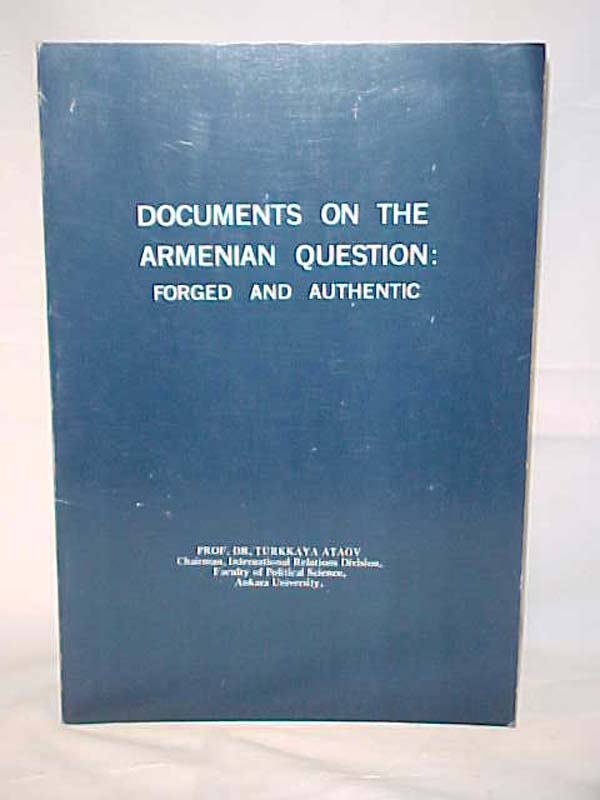 DOCUMENTS ON THE
ARMENIAN QUESTION:
FORGED AND AUTHENTIC
PROF. DR. TURKKAYA ATAOV
Chairman, International Relations Division,
Faculty of Political Science,
Ankara University.